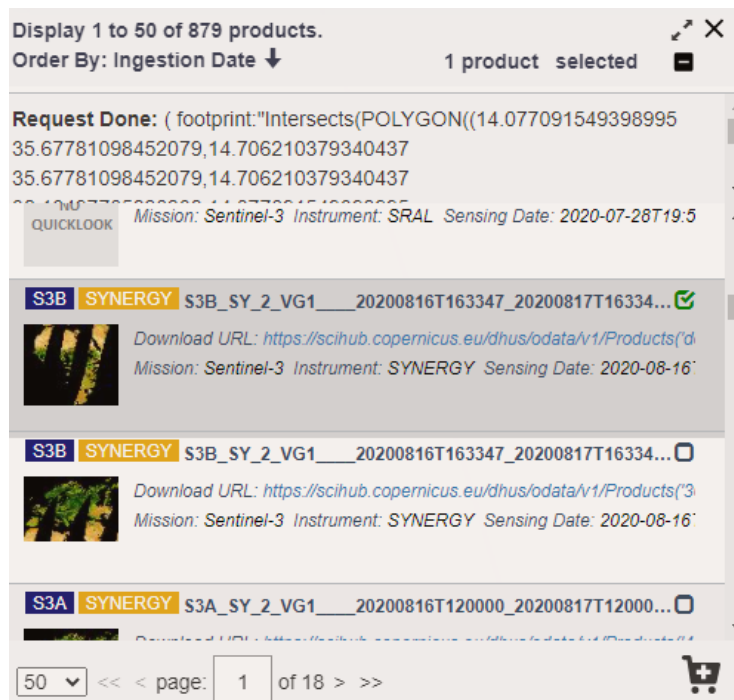 Display 1 to 50 of 879 products.
Order By: Ingestion Date 1 product selected
Request Done: ( footprint:"Intersects(POLYGON((14.077091549398995
35.67781098452079,14.706210379340437
35.67781098452079,14.706210379340437
NO
QUICKLOOK
Mission: Sentinel-3 Instrument: SRAL Sensing Date: 2020-07-28T19:5
S3B SYNERGY S3B_SY_2_VG1____20200816T163347_20200817T16334...
Download URL: https://scihub.copernicus.eu/dhus/odata/v1/Products('d
Mission: Sentinel-3 Instrument: SYNERGY Sensing Date: 2020-08-16
S3B SYNERGY S3B_SY_2_VG1____20200816T163347_20200817T16334...
Download URL: https://scihub.copernicus.eu/dhus/odata/v1/Products('3
Mission: Sentinel-3 Instrument: SYNERGY Sensing Date: 2020-08-16
S3A SYNERGY S3A_SY_2_VG1____20200816T120000_20200817T12000...
50 << < page: 1 of 18 > >>